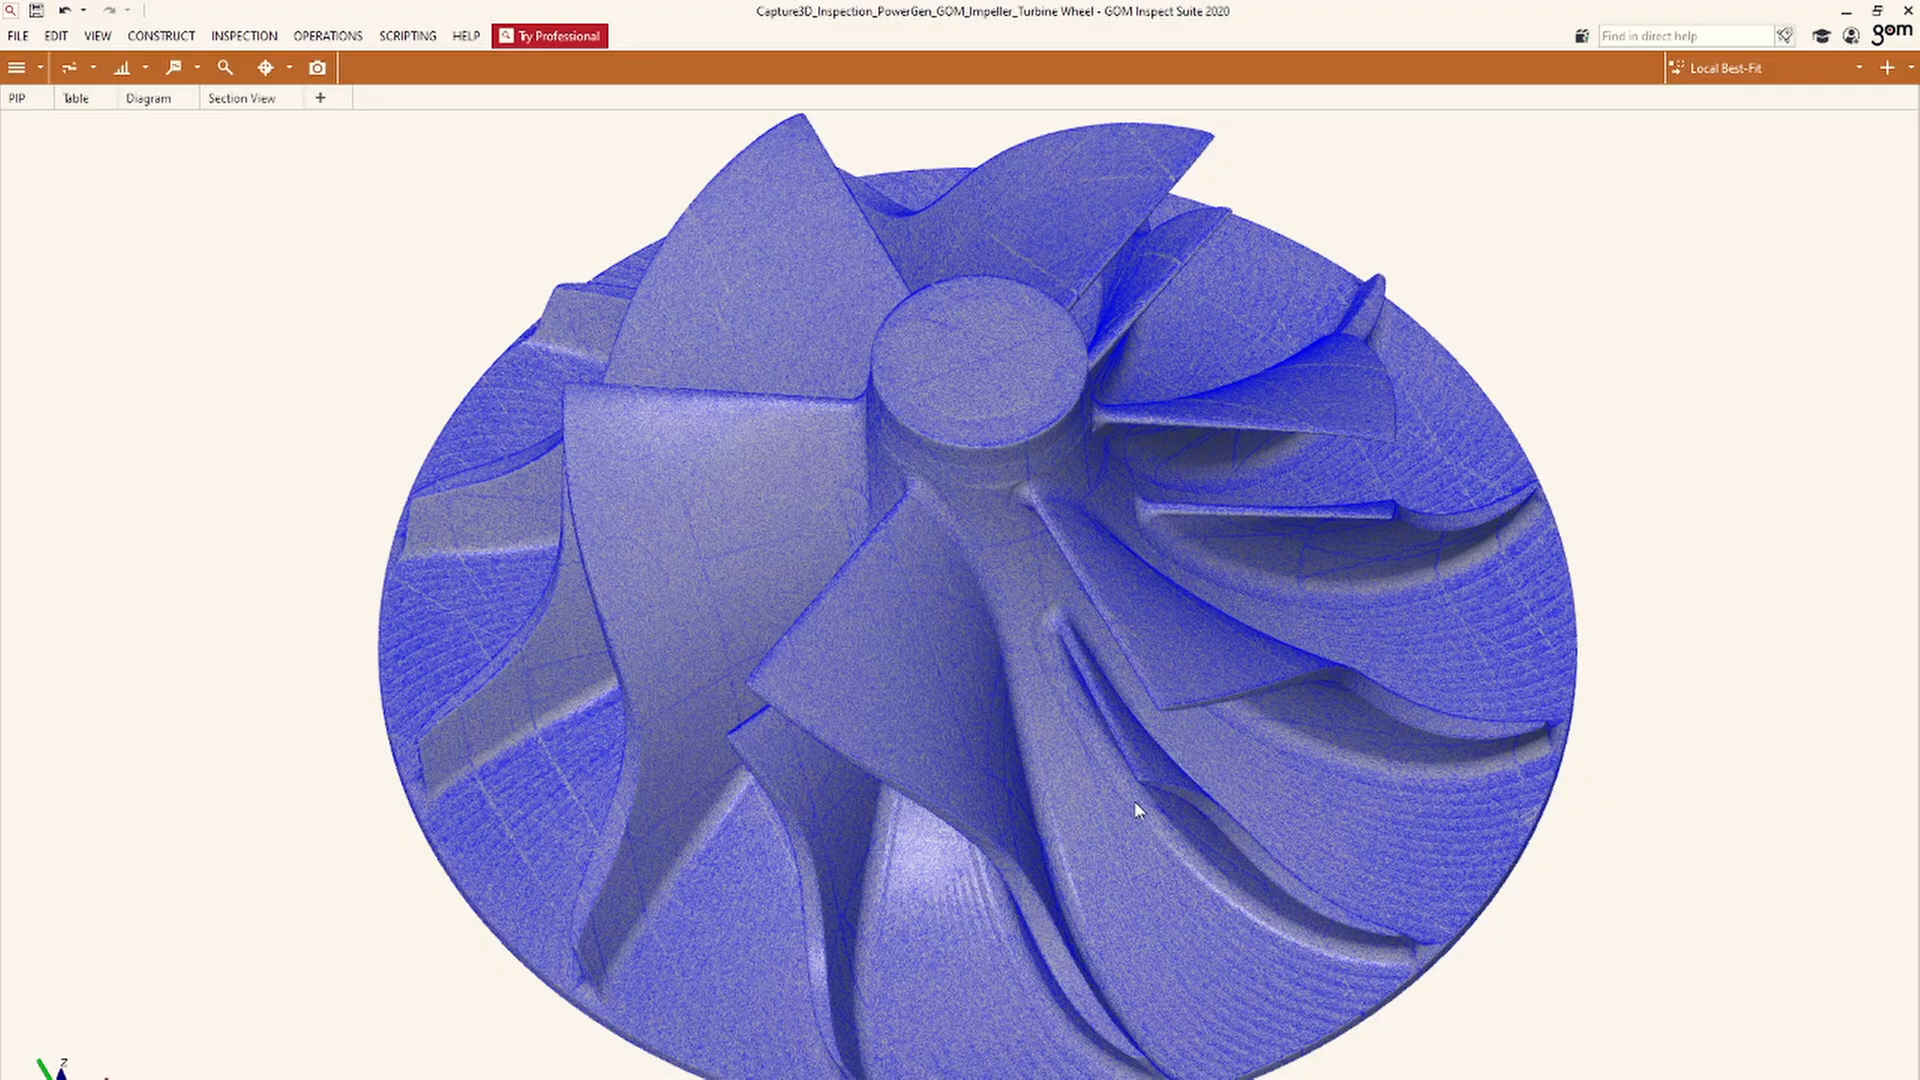 Capture3D_Inspection_PowerGen_GOM_Impeller_Turbine Wheel - GOM Inspect Suite 2020
FILE EDIT VIEW CONSTRUCT INSPECTION OPERATIONS SCRIPTING HELP Try Professional Find in direct help gom
Local Best-Fit
PIP Table Diagram Section View +
Z